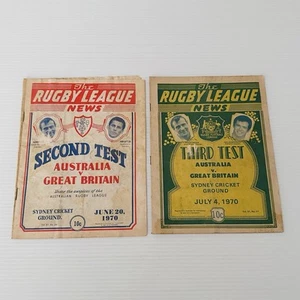 The
RUGBY LEAGUE
NEWS
SECOND TEST
AUSTRALIA
v.
GREAT BRITAIN
SYDNEY CRICKET
GROUND.
JUNE 20,
1970
10c
The
RUGBY LEAGUE
NEWS
THIRD TEST
AUSTRALIA
v.
GREAT BRITAIN
SYDNEY CRICKET
GROUND
JULY 4, 1970
10c